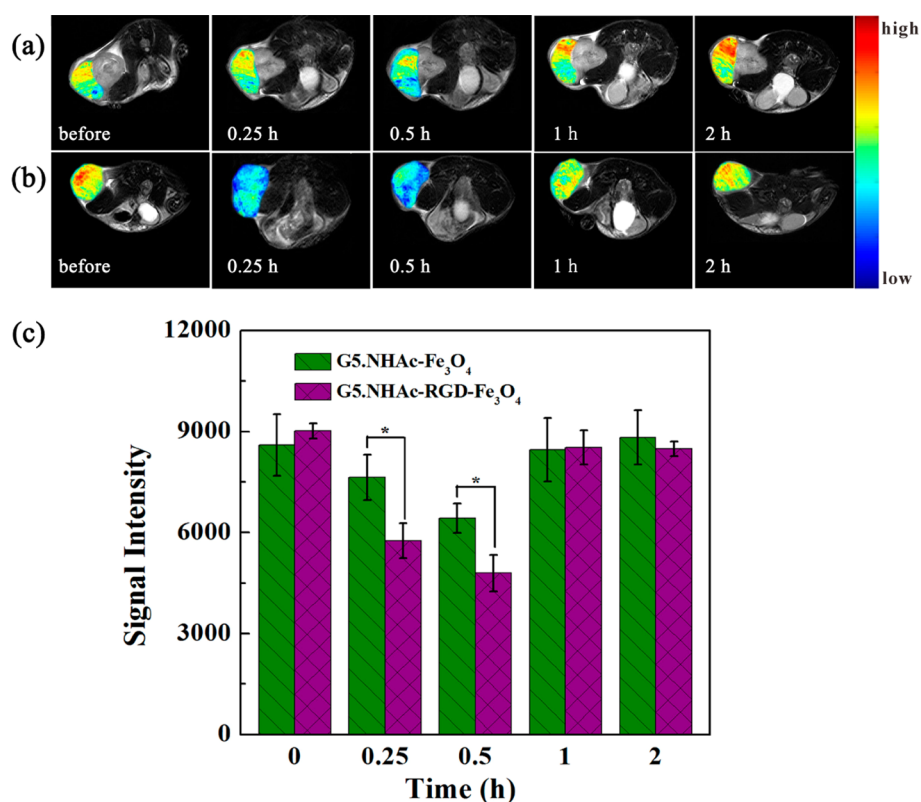 (a)
before
0.25 h
0.5 h
1 h
2 h
high
(b)
before
0.25 h
0.5 h
1 h
2 h
low
(c)
12000
9000
6000
3000
0
Signal Intensity
G5.NHAc-Fe₃O₄
G5.NHAc-RGD-Fe₃O₄
*
*
0 0.25 0.5 1 2
Time (h)